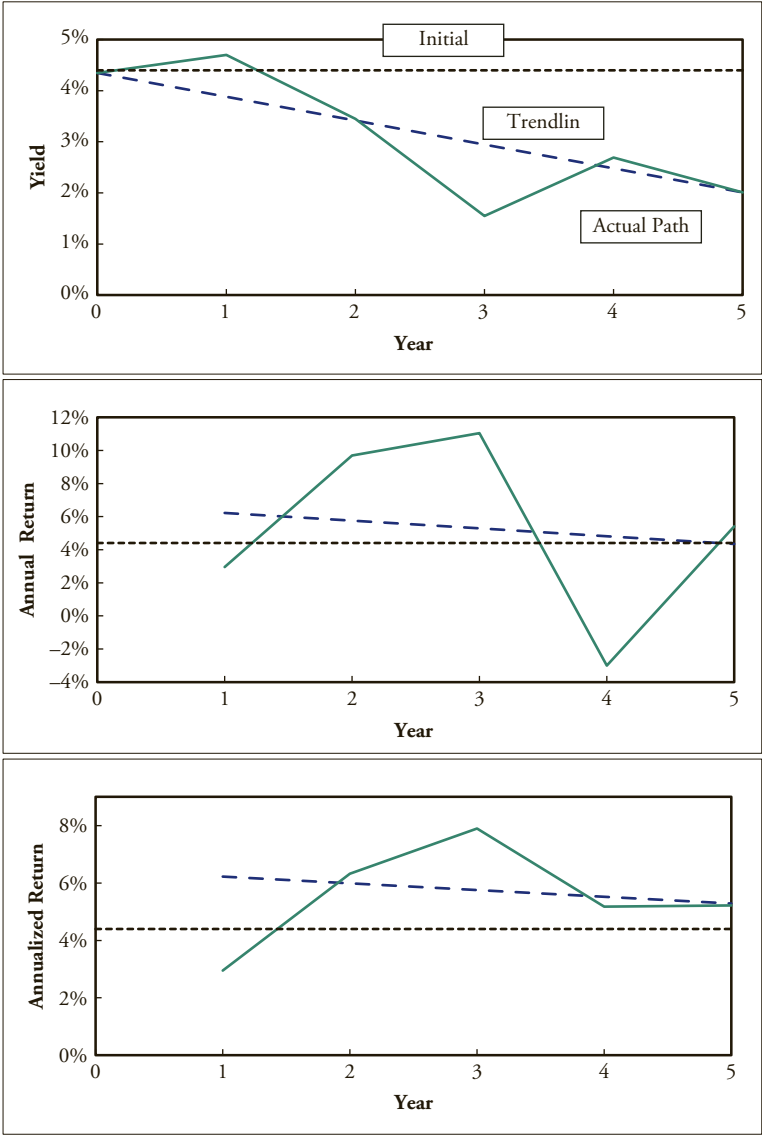 5%
Initial
4%
Trendlin
3%
Yield
2%
Actual Path
1%
0%
0 1 2 3 4 5
Year
12%
10%
8%
6%
Annual Return
4%
2%
0%
–2%
–4%
0 1 2 3 4 5
Year
8%
6%
Annualized Return
4%
2%
0%
0 1 2 3 4 5
Year